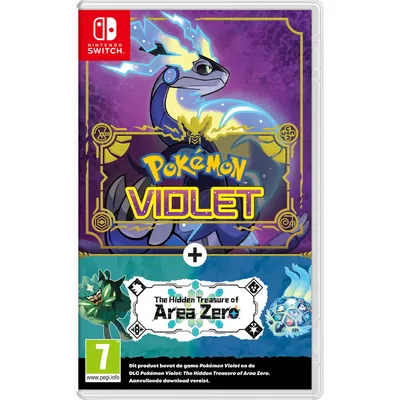 NINTENDO
SWITCH™
POKÉMON
VIOLET
+
The Hidden Treasure of
Area Zero
7
www.pegi.info
Dit product bevat de game Pokémon Violet en de
DLC Pokémon Violet: The Hidden Treasure of Area Zero.
Aanvullende download vereist.